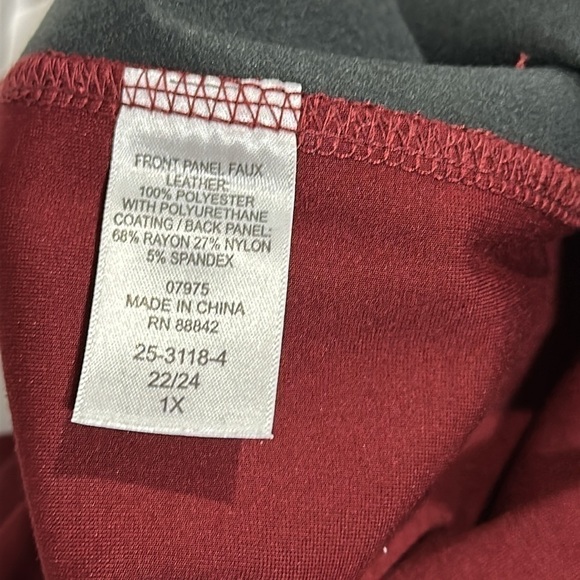 FRONT PANEL FAUX
LEATHER:
100% POLYESTER
WITH POLYURETHANE
COATING / BACK PANEL:
68% RAYON 27% NYLON
5% SPANDEX
07975
MADE IN CHINA
RN 88842
25-3118-4
22/24
1X